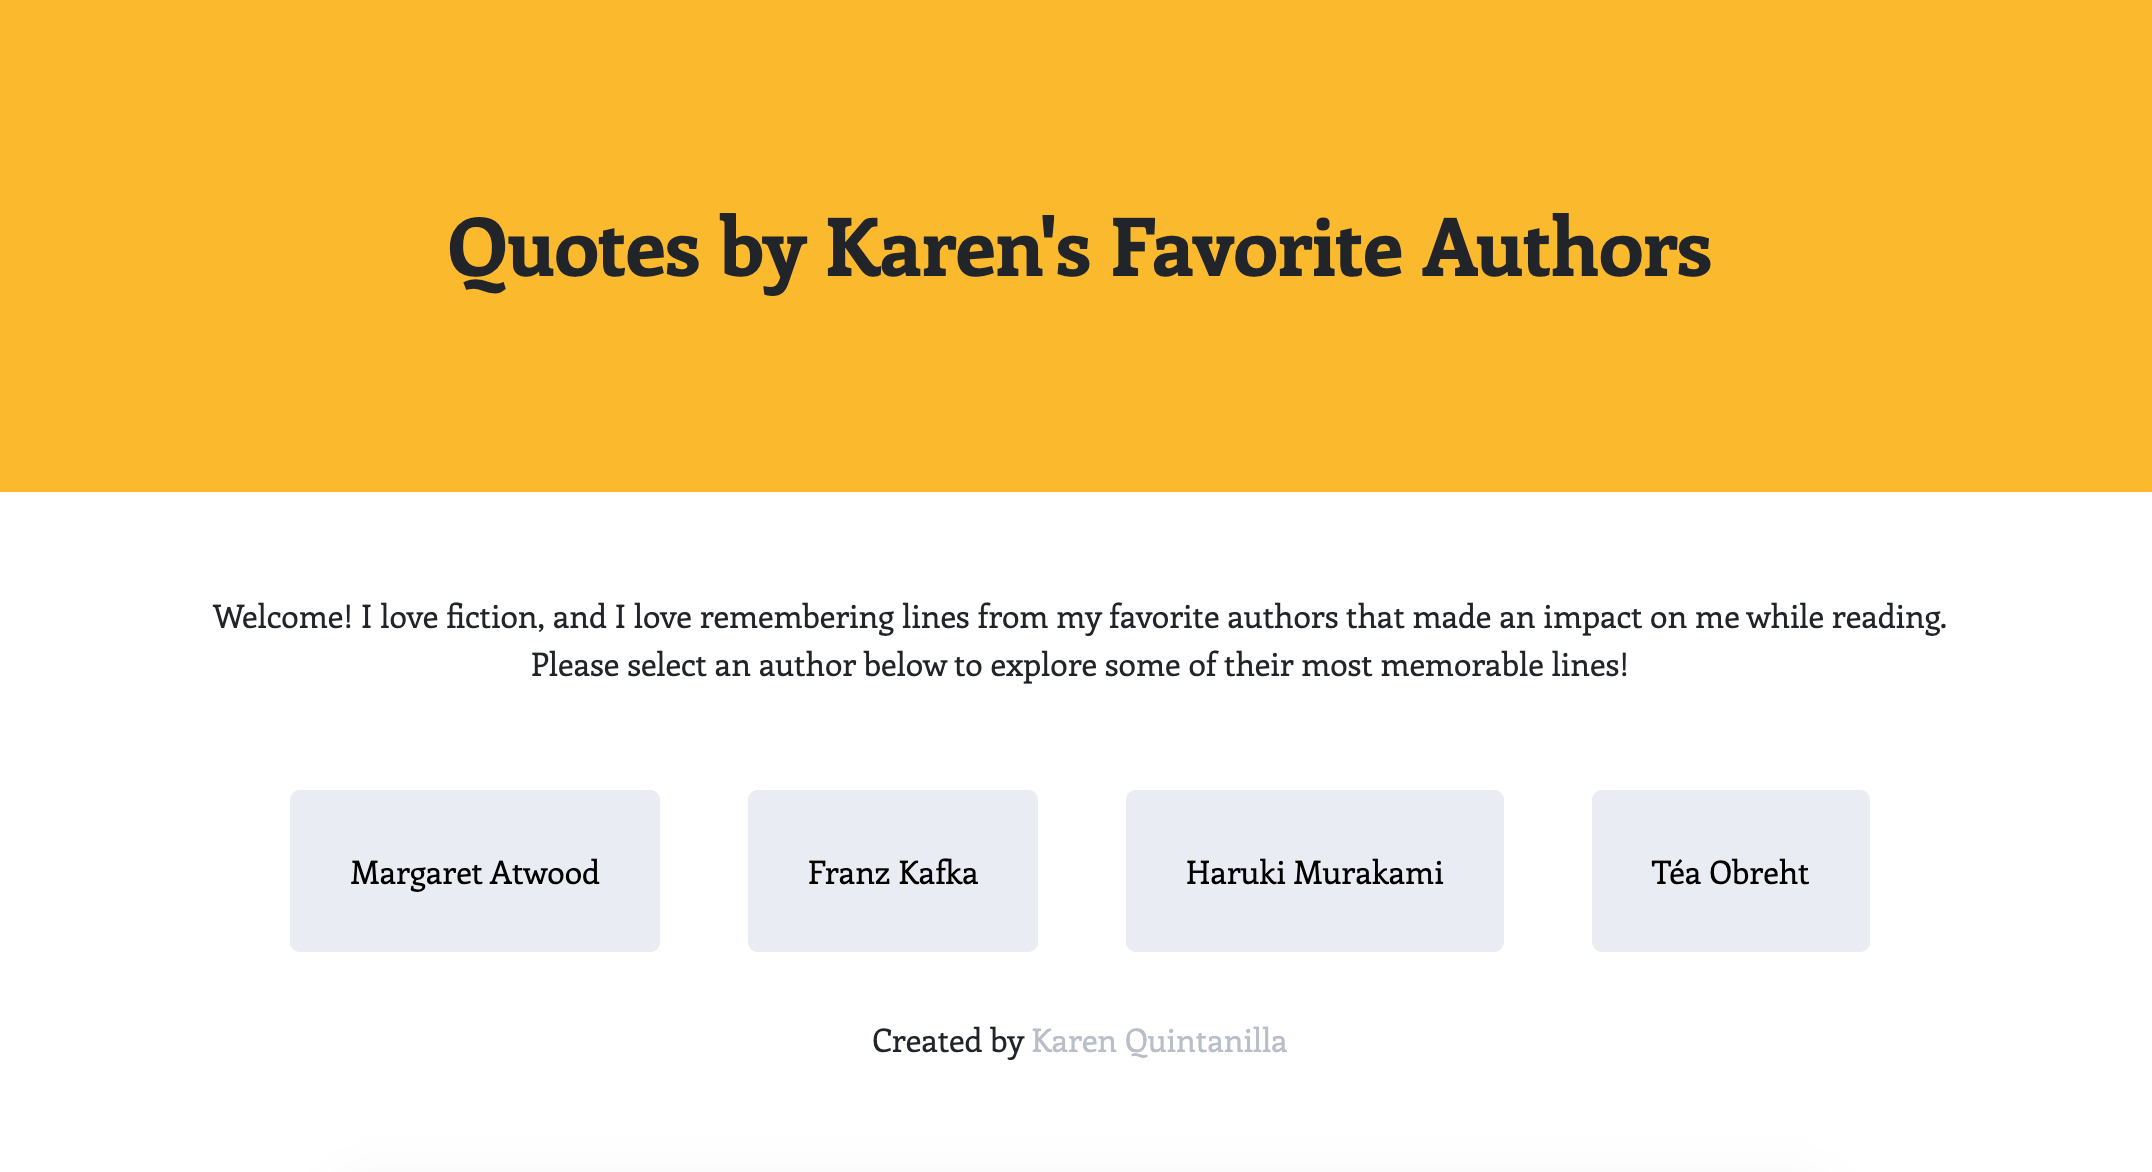 Quotes by Karen's Favorite Authors
Welcome! I love fiction, and I love remembering lines from my favorite authors that made an impact on me while reading.
Please select an author below to explore some of their most memorable lines!
Margaret Atwood
Franz Kafka
Haruki Murakami
Téa Obreht
Created by Karen Quintanilla